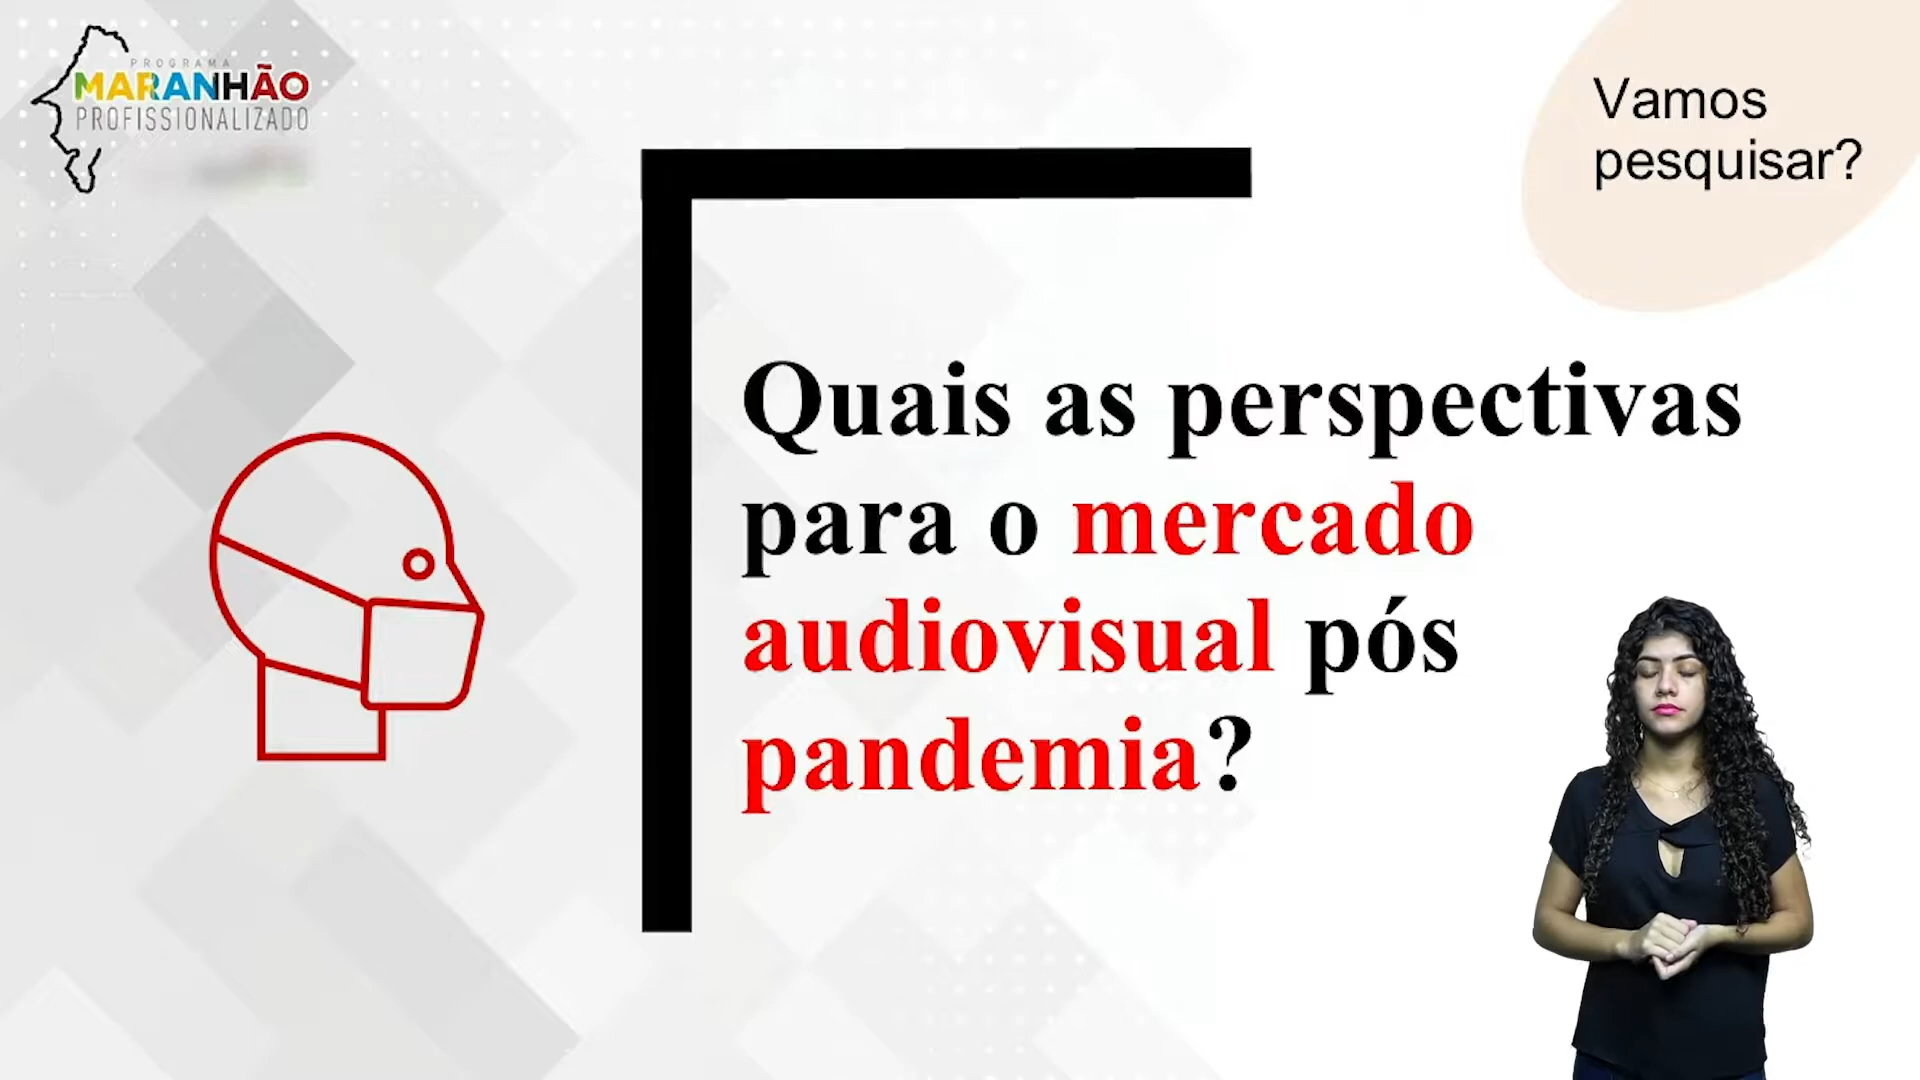 PROGRAMA
MARANHÃO
PROFISSIONALIZADO
Vamos
pesquisar?
Quais as perspectivas
para o mercado
audiovisual pós
pandemia?